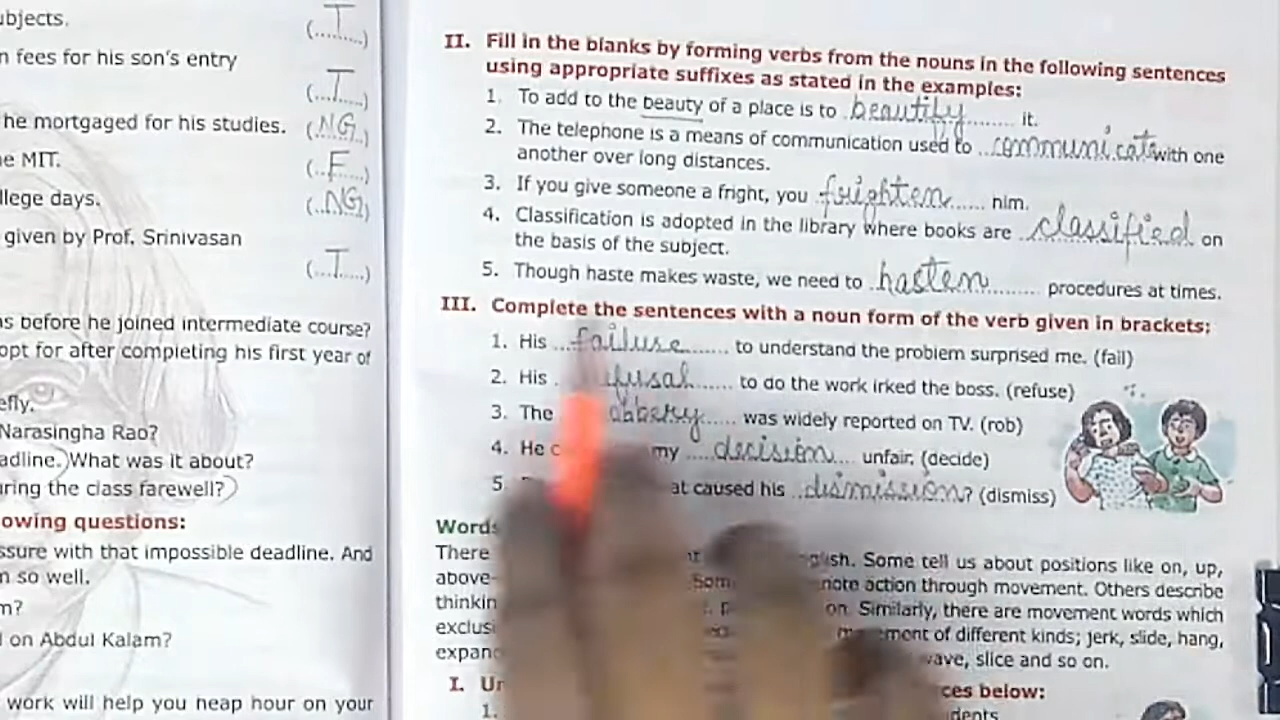 ubjects.
(...T...)
n fees for his son's entry
(...T...)
he mortgaged for his studies. (.NG.)
e MIT. (..F...)
llege days. (..NG.)
given by Prof. Srinivasan
(...T...)
as before he joined intermediate course?
opt for after completing his first year of
efly.
Narasingha Rao?
adline. What was it about?
uring the class farewell?
owing questions:
ssure with that impossible deadline. And
n so well.
m?
on Abdul Kalam?
work will help you heap hour on your
II. Fill in the blanks by forming verbs from the nouns in the following sentences
using appropriate suffixes as stated in the examples:
1. To add to the beauty of a place is to beautify it.
2. The telephone is a means of communication used to communicate with one
another over long distances.
3. If you give someone a fright, you frighten him.
4. Classification is adopted in the library where books are classified on
the basis of the subject.
5. Though haste makes waste, we need to hasten procedures at times.
III. Complete the sentences with a noun form of the verb given in brackets:
1. His failure to understand the problem surprised me. (fail)
2. His to do the work irked the boss. (refuse)
3. The was widely reported on TV. (rob)
4. He my decision unfair. (decide)
5. at caused his dismission? (dismiss)
Words
There glish. Some tell us about positions like on, up,
above- note action through movement. Others describe
thinkin on. Similarly, there are movement words which
exclus ment of different kinds; jerk, slide, hang,
expand wave, slice and so on.
I. Ur ces below:
1. dents